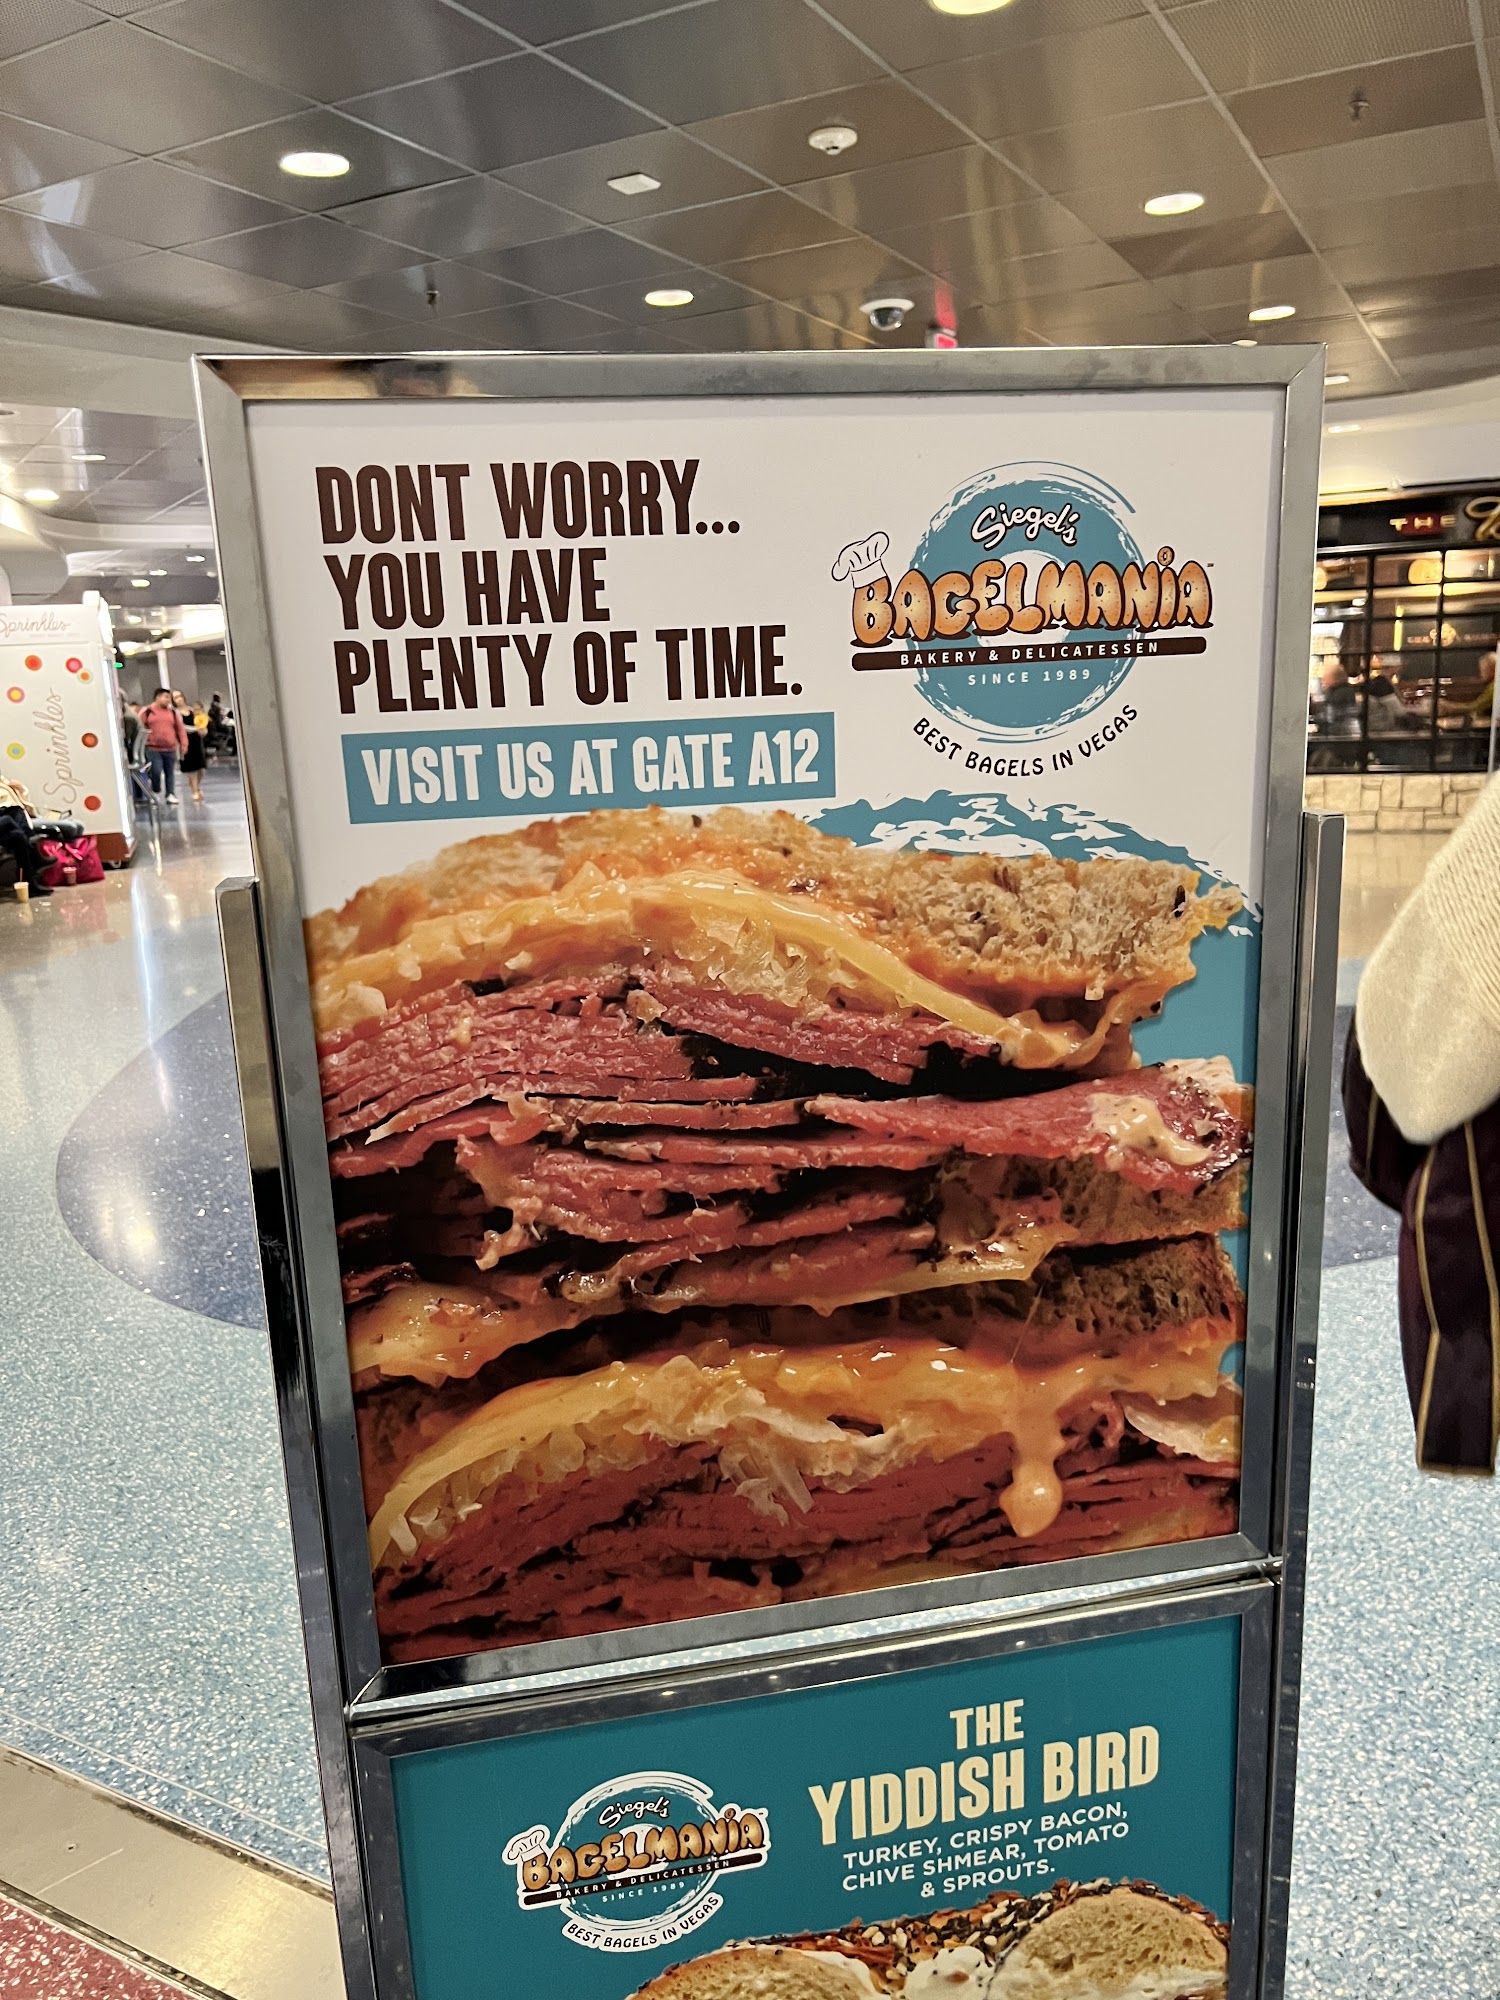 DONT WORRY...
YOU HAVE
PLENTY OF TIME.
VISIT US AT GATE A12
Siegel's
BAGELMANIA
BAKERY & DELICATESSEN
SINCE 1989
BEST BAGELS IN VEGAS
Sprinkles
Sprinkles
THE
THE
YIDDISH BIRD
TURKEY, CRISPY BACON,
CHIVE SHMEAR, TOMATO
& SPROUTS.
Siegel's
BAGELMANIA
BAKERY & DELICATESSEN
SINCE 1989
BEST BAGELS IN VEGAS